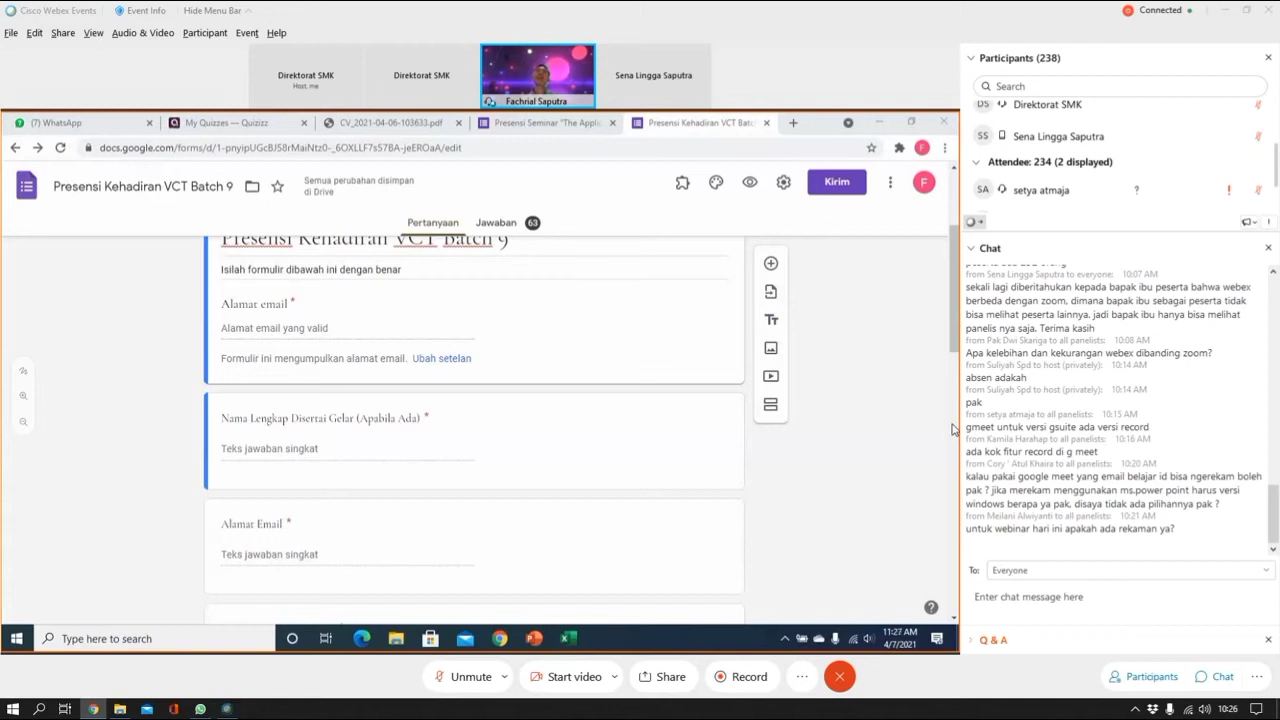 Cisco Webex Events Event Info Hide Menu Bar Connected
File Edit Share View Audio & Video Participant Event Help
Direktorat SMK
Host, me
Direktorat SMK
Fachrial Saputra
Sena Lingga Saputra
(7) WhatsApp
My Quizzes — Quizizz
CV_2021-04-06-103633.pdf
Presensi Seminar "The Applic
Presensi Kehadiran VCT Batc
Presensi Kehadiran VCT Batch 9
Semua perubahan disimpan
di Drive
Kirim
F
F
Pertanyaan Jawaban 63
Presensi Kehadiran VCT Batch 9
Isilah formulir dibawah ini dengan benar
Alamat email *
Alamat email yang valid
Formulir ini mengumpulkan alamat email. Ubah setelan
Nama Lengkap Disertai Gelar (Apabila Ada) *
Teks jawaban singkat
Alamat Email *
Teks jawaban singkat
Type here to search
11:27 AM
4/7/2021
Unmute Start video Share Record
Participants (238)
Search
DS Direktorat SMK
SS Sena Lingga Saputra
Attendee: 234 (2 displayed)
SA setya atmaja
Chat
from Sena Lingga Saputra to everyone: 10:07 AM
sekali lagi diberitahukan kepada bapak ibu peserta bahwa webex
berbeda dengan zoom, dimana bapak ibu sebagai peserta tidak
bisa melihat peserta lainnya. jadi bapak ibu hanya bisa melihat
panelis nya saja. Terima kasih
from Pak Dwi Skariga to all panelists: 10:08 AM
Apa kelebihan dan kekurangan webex dibanding zoom?
from Suliyah Spd to host (privately): 10:14 AM
absen adakah
from Suliyah Spd to host (privately): 10:14 AM
pak
from setya atmaja to all panelists: 10:15 AM
gmeet untuk versi gsuite ada versi record
from Kamila Harahap to all panelists: 10:16 AM
ada kok fitur record di g meet
from Cory ' Atul Khaira to all panelists: 10:20 AM
kalau pakai google meet yang email belajar id bisa ngerekam boleh
pak ? jika merekam menggunakan ms.power point harus versi
windows berapa ya pak, disaya tidak ada pilihannya pak ?
from Meilani Alwiyanti to all panelists: 10:21 AM
untuk webinar hari ini apakah ada rekaman ya?
To: Everyone
Enter chat message here
Q & A
Participants Chat
10:26